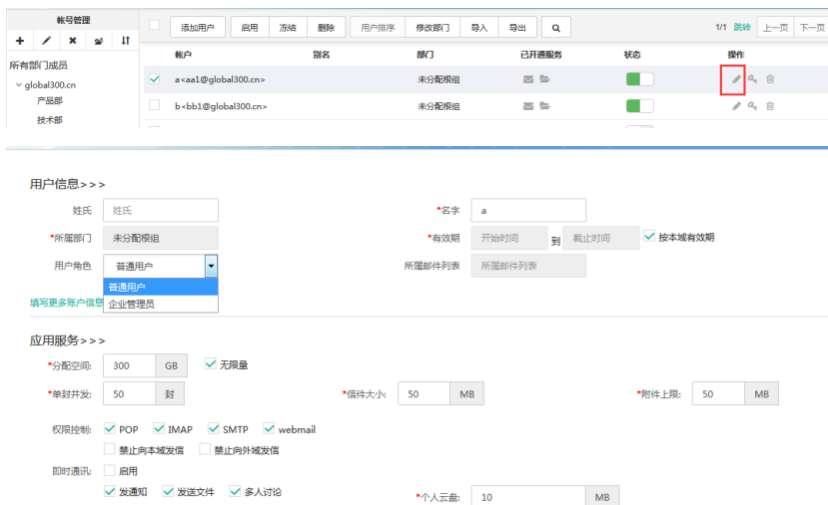 帐号管理
添加用户 启用 冻结 删除 用户排序 修改部门 导入 导出 1/1 跳转 上一页 下一页
所有部门成员
global300.cn
产品部
技术部
帐户 别名 部门 已开通服务 状态 操作
a<aa1@global300.cn> 未分配根组
b<bb1@global300.cn> 未分配根组
用户信息>>>
姓氏 姓氏 *名字 a
*所属部门 未分配根组 *有效期 开始时间 到 截止时间 按本域有效期
用户角色 普通用户 所属邮件列表 所属邮件列表
普通用户
企业管理员
填写更多账户信息
应用服务>>>
*分配空间: 300 GB 无限量
*单封并发: 50 封 *信件大小: 50 MB *附件上限: 50 MB
权限控制: POP IMAP SMTP webmail
禁止向本域发信 禁止向外域发信
即时通讯: 启用
发通知 发送文件 多人讨论 *个人云盘: 10 MB